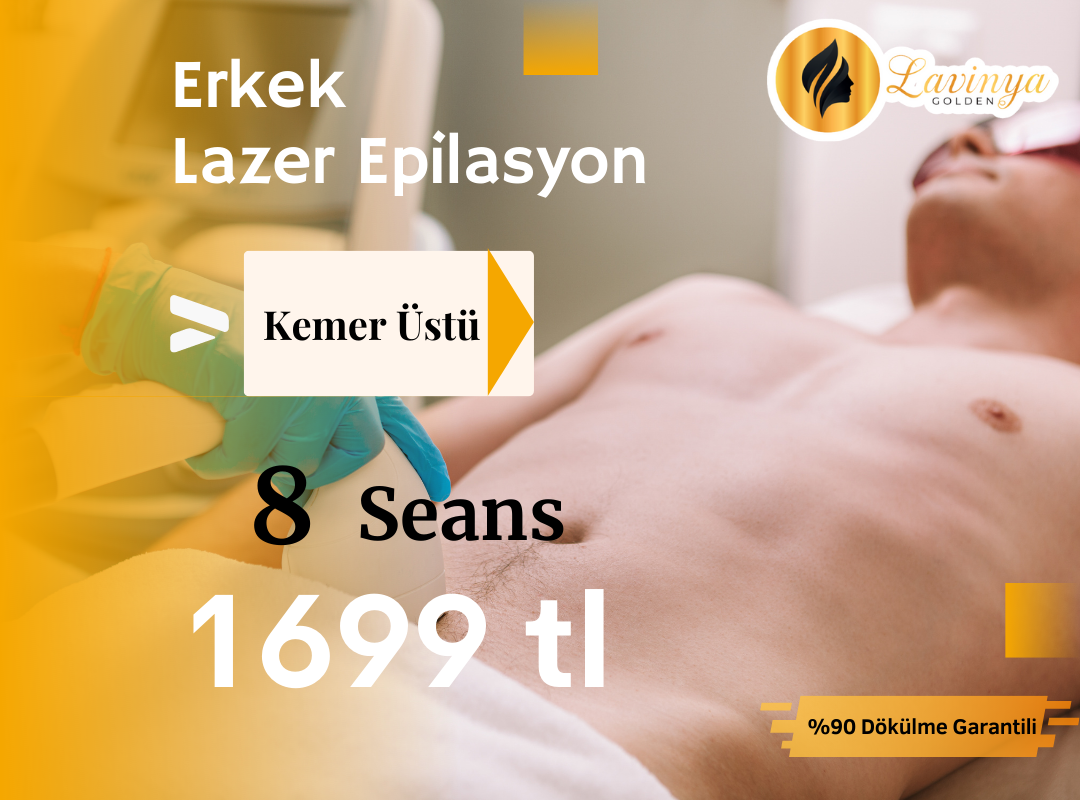 Erkek
Lazer Epilasyon
Lavinya
GOLDEN
Kemer Üstü
8 Seans
1699 tl
%90 Dökülme Garantili